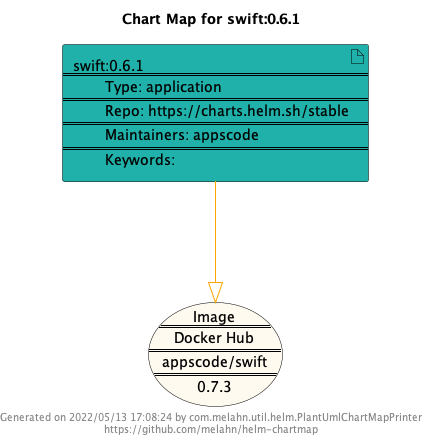 Chart Map for swift:0.6.1
swift:0.6.1
Type: application
Repo: https://charts.helm.sh/stable
Maintainers: appscode
Keywords:
Image
Docker Hub
appscode/swift
0.7.3
Generated on 2022/05/13 17:08:24 by com.melahn.util.helm.PlantUmlChartMapPrinter
https://github.com/melahn/helm-chartmap